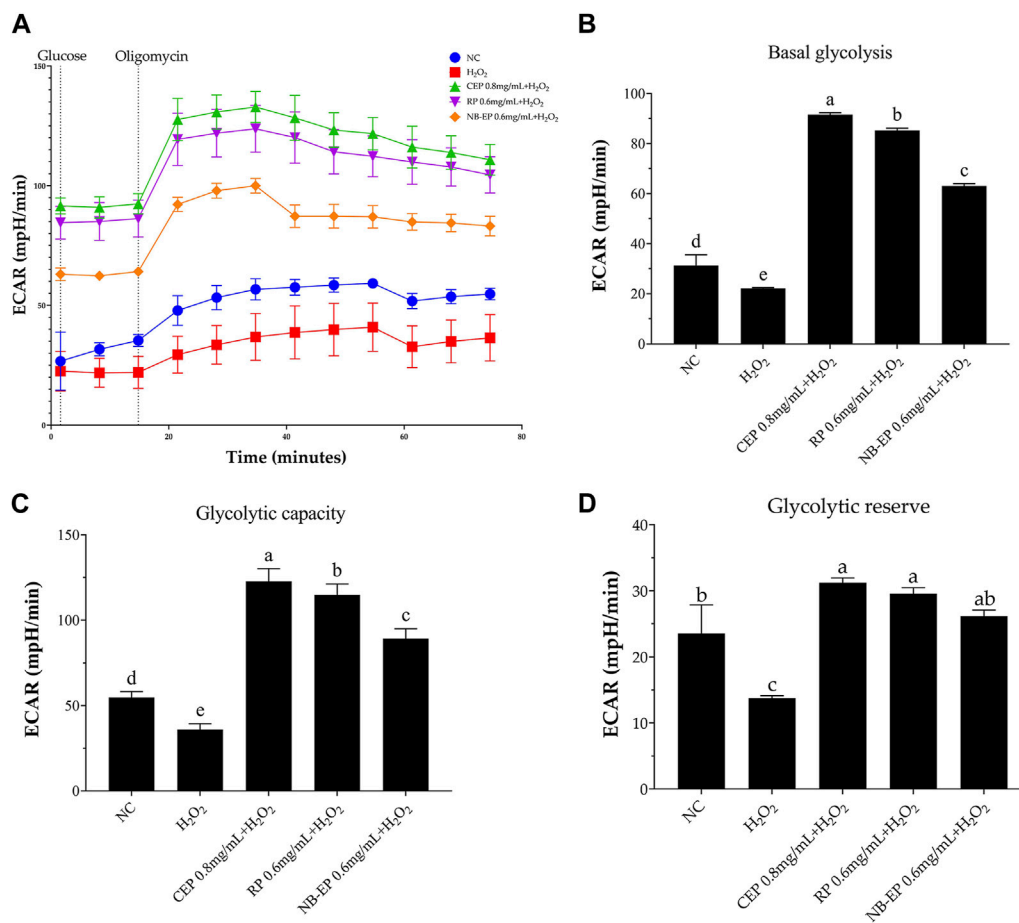 A
Glucose
Oligomycin
NC
H₂O₂
CEP 0.8mg/mL+H₂O₂
RP 0.6mg/mL+H₂O₂
NB-EP 0.6mg/mL+H₂O₂
150
100
50
0
0
20
40
60
80
ECAR (mpH/min)
Time (minutes)
B
Basal glycolysis
ECAR (mpH/min)
100
80
60
40
20
0
d
e
a
b
c
NC
H₂O₂
CEP 0.8mg/mL+H₂O₂
RP 0.6mg/mL+H₂O₂
NB-EP 0.6mg/mL+H₂O₂
C
Glycolytic capacity
ECAR (mpH/min)
150
100
50
0
d
e
a
b
c
NC
H₂O₂
CEP 0.8mg/mL+H₂O₂
RP 0.6mg/mL+H₂O₂
NB-EP 0.6mg/mL+H₂O₂
D
Glycolytic reserve
ECAR (mpH/min)
40
30
20
10
0
b
c
a
a
ab
NC
H₂O₂
CEP 0.8mg/mL+H₂O₂
RP 0.6mg/mL+H₂O₂
NB-EP 0.6mg/mL+H₂O₂